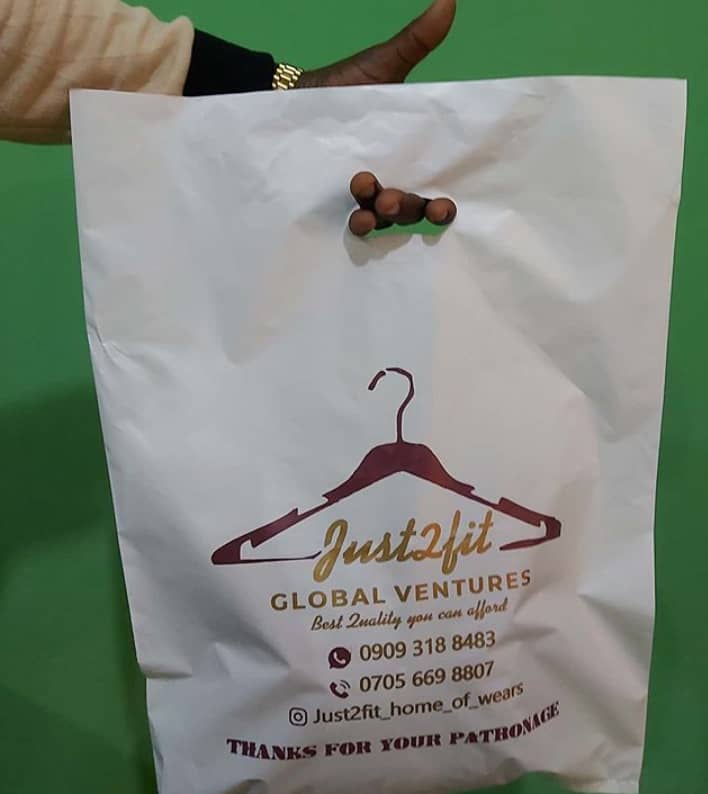 Just2fit
GLOBAL VENTURES
Best Quality you can afford
0909 318 8483
0705 669 8807
Just2fit_home_of_wears
THANKS FOR YOUR PATRONAGE